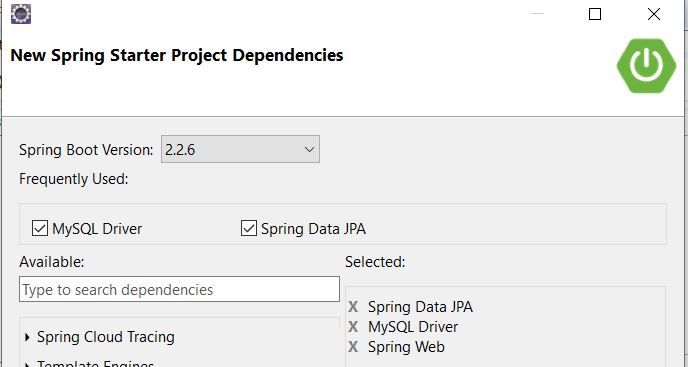 New Spring Starter Project Dependencies
Spring Boot Version: 2.2.6
Frequently Used:
MySQL Driver Spring Data JPA
Available: Selected:
Type to search dependencies
X Spring Data JPA
X MySQL Driver
Spring Cloud Tracing X Spring Web
Template Engines